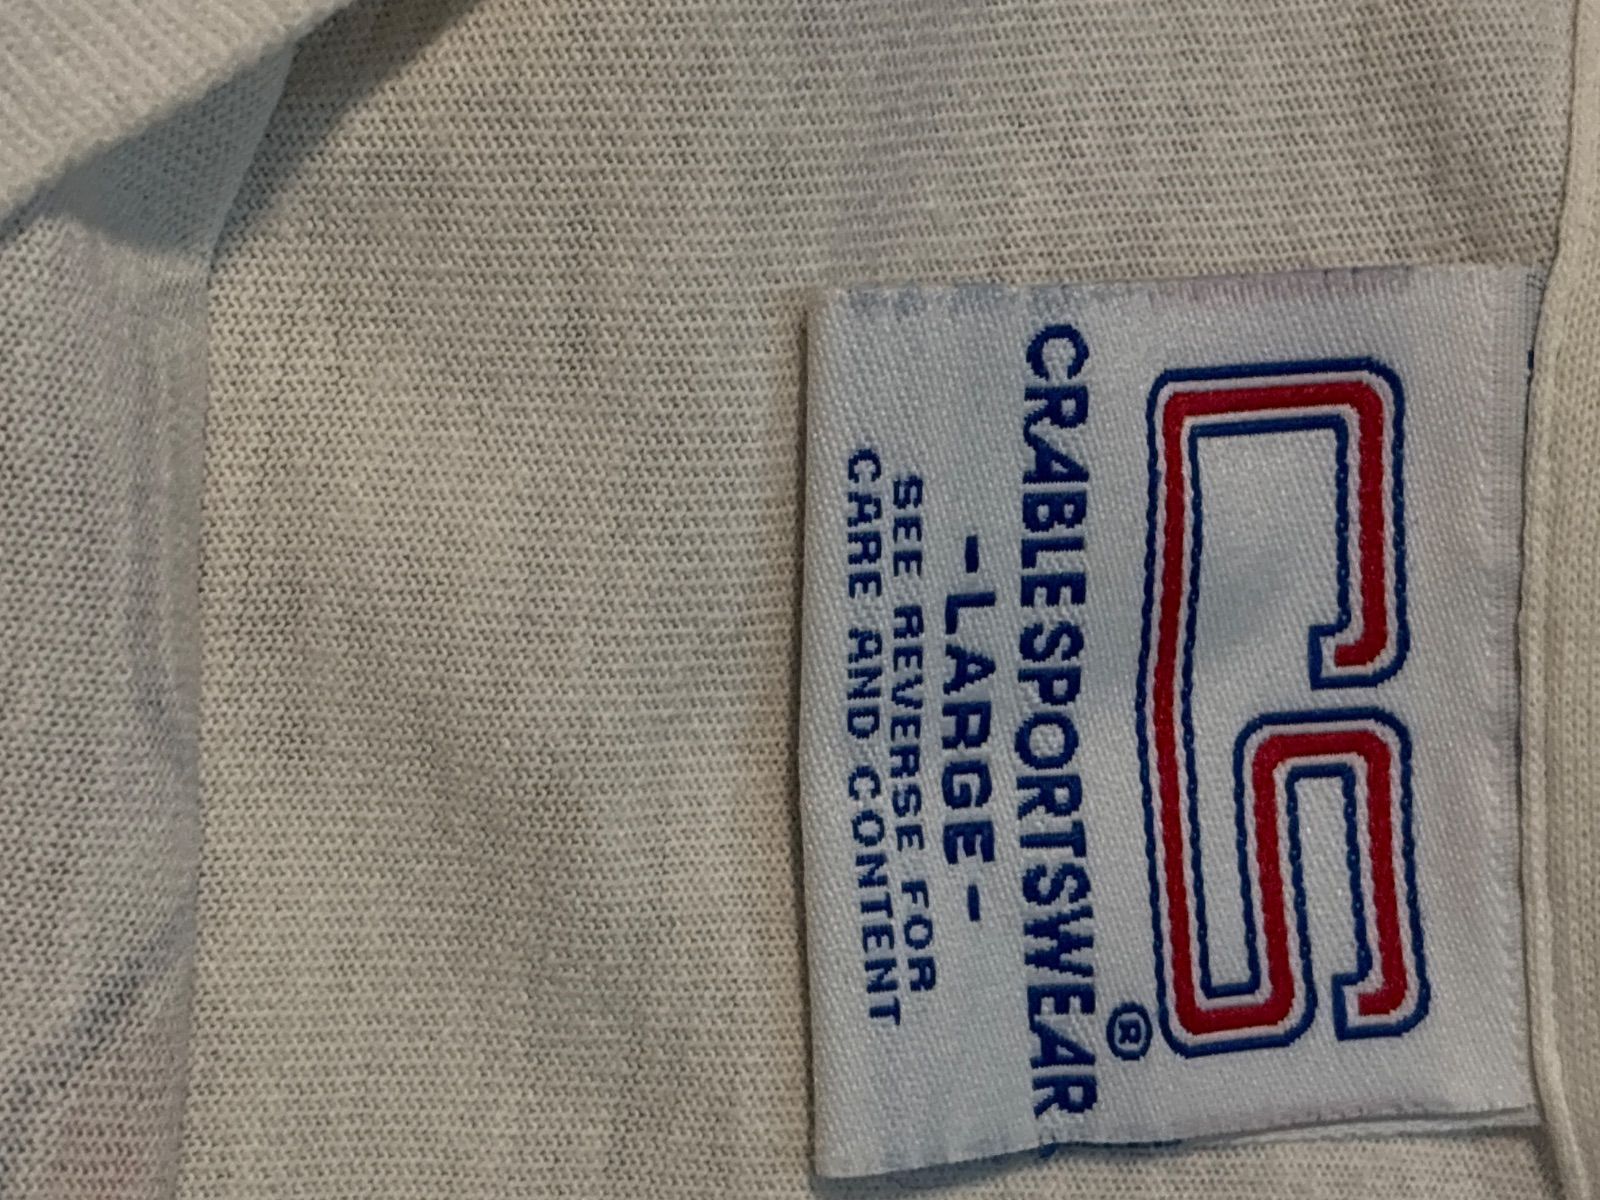 CS
®
CRABLE SPORTSWEAR
-LARGE-
SEE REVERSE FOR
CARE AND CONTENT